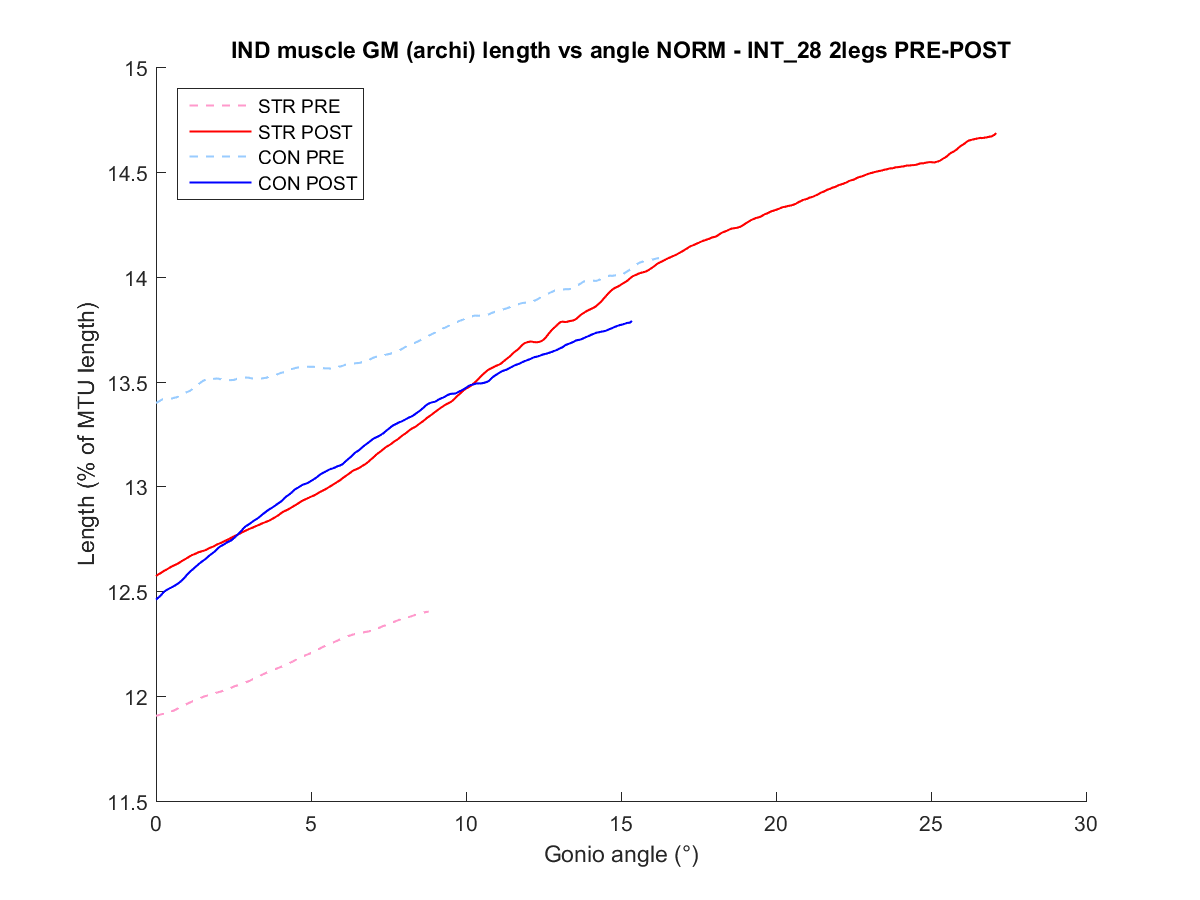 IND muscle GM (archi) length vs angle NORM - INT_28 2legs PRE-POST
STR PRE
STR POST
CON PRE
CON POST
Length (% of MTU length)
15
14.5
14
13.5
13
12.5
12
11.5
0
5
10
15
20
25
30
Gonio angle (°)